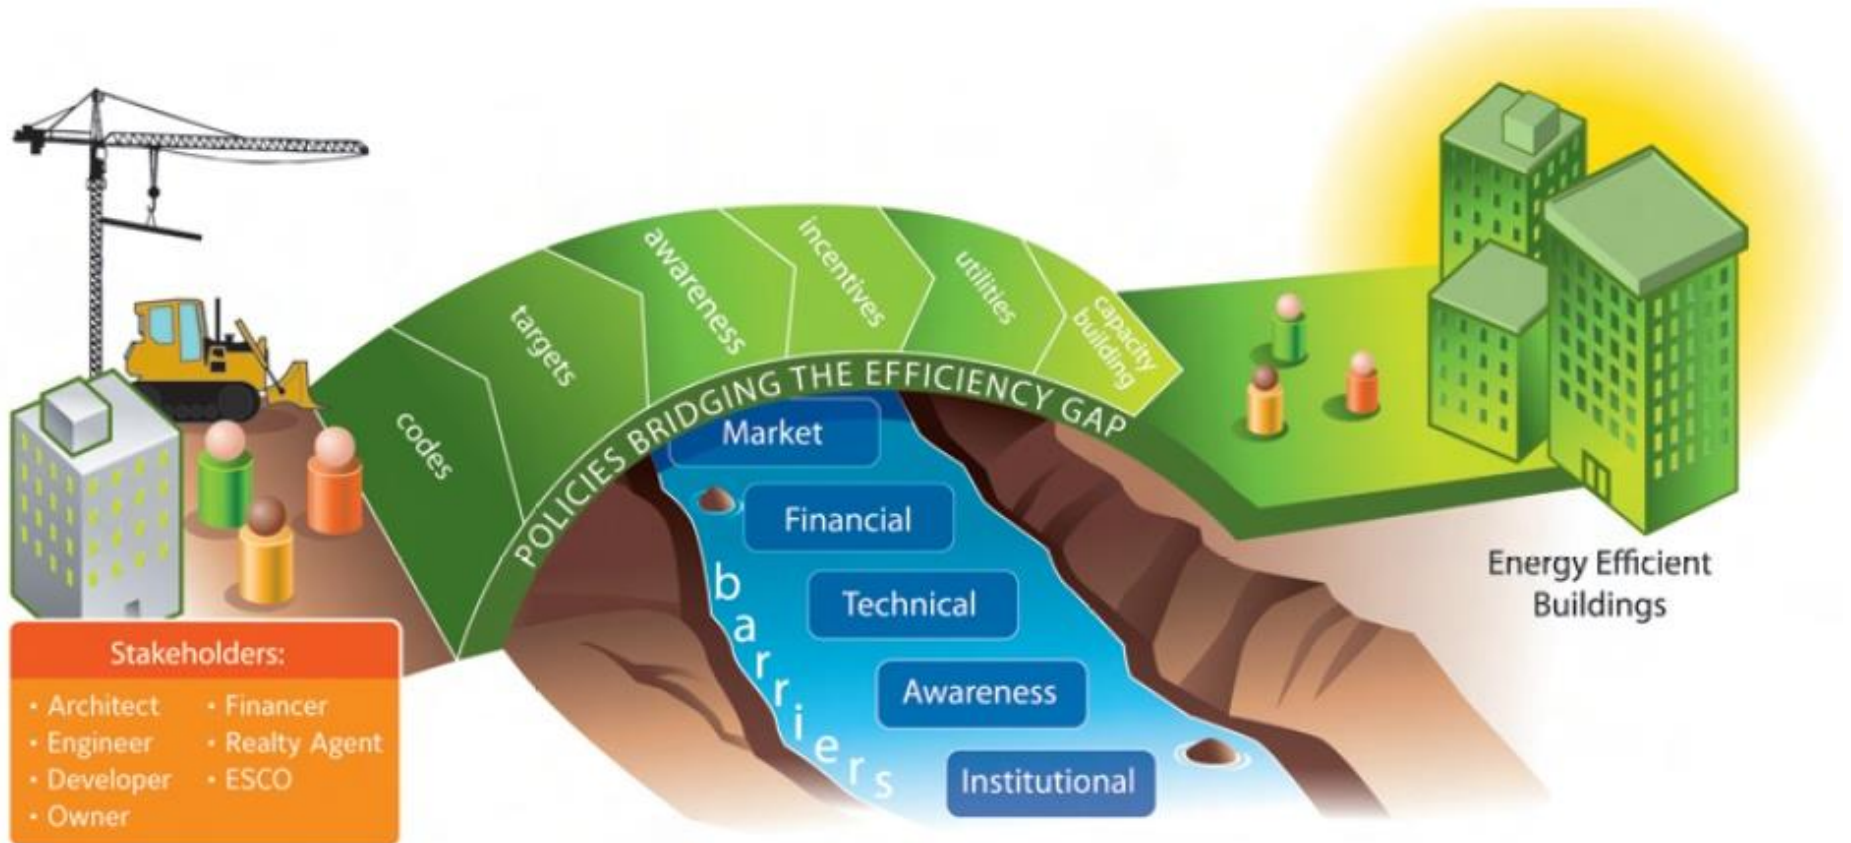 codes
targets
awareness
incentives
utilities
capacity
building
POLICIES BRIDGING THE EFFICIENCY GAP
Market
Financial
Technical
Awareness
Institutional
barriers
Energy Efficient
Buildings
Stakeholders:
• Architect
• Engineer
• Developer
• Owner
• Financer
• Realty Agent
• ESCO